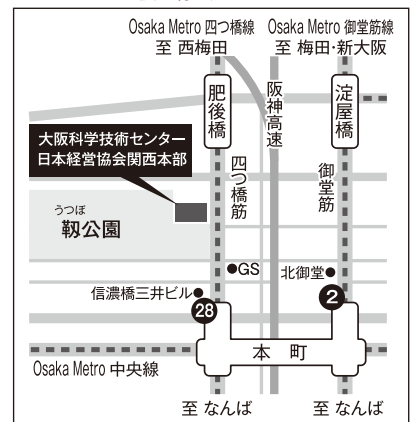 Osaka Metro 四つ橋線
至 西梅田
Osaka Metro 御堂筋線
至 梅田・新大阪
肥後橋
阪神高速
淀屋橋
大阪科学技術センター
日本経営協会関西本部
四つ橋筋
御堂筋
うつぼ
靱公園
GS
北御堂
信濃橋三井ビル
28
2
本町
Osaka Metro 中央線
至 なんば
至 なんば